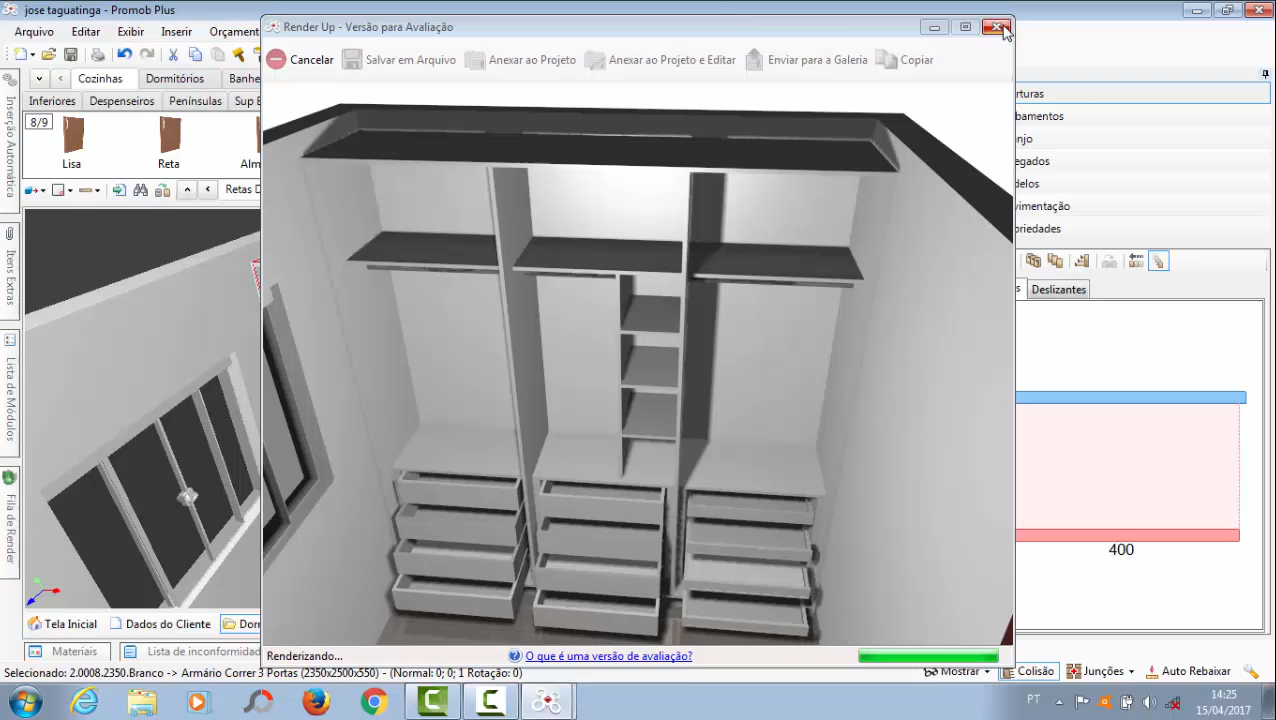 jose taguatinga - Promob Plus
Render Up - Versão para Avaliação
Arquivo Editar Exibir Inserir Orçamento
Cancelar Salvar em Arquivo Anexar ao Projeto Anexar ao Projeto e Editar Enviar para a Galeria Copiar
Cozinhas Dormitórios Banhe
Inferiores Despenseiros Penínsulas Sup E
8/9
Lisa Reta Alm
Retas D
Inserção Automática
Itens Extras
Lista de Módulos
Fila de Render
rturas
bamentos
njo
egados
delos
vimentação
priedades
s Deslizantes
400
Tela Inicial Dados do Cliente Dorr
Renderizando... O que é uma versão de avaliação?
Materiais Lista de inconformidad
Selecionado: 2.0008.2350.Branco -> Armário Correr 3 Portas (2350x2500x550) - (Normal: 0; 0; 1 Rotação: 0)
Mostrar Colisão Junções Auto Rebaixar
PT 14:25
15/04/2017